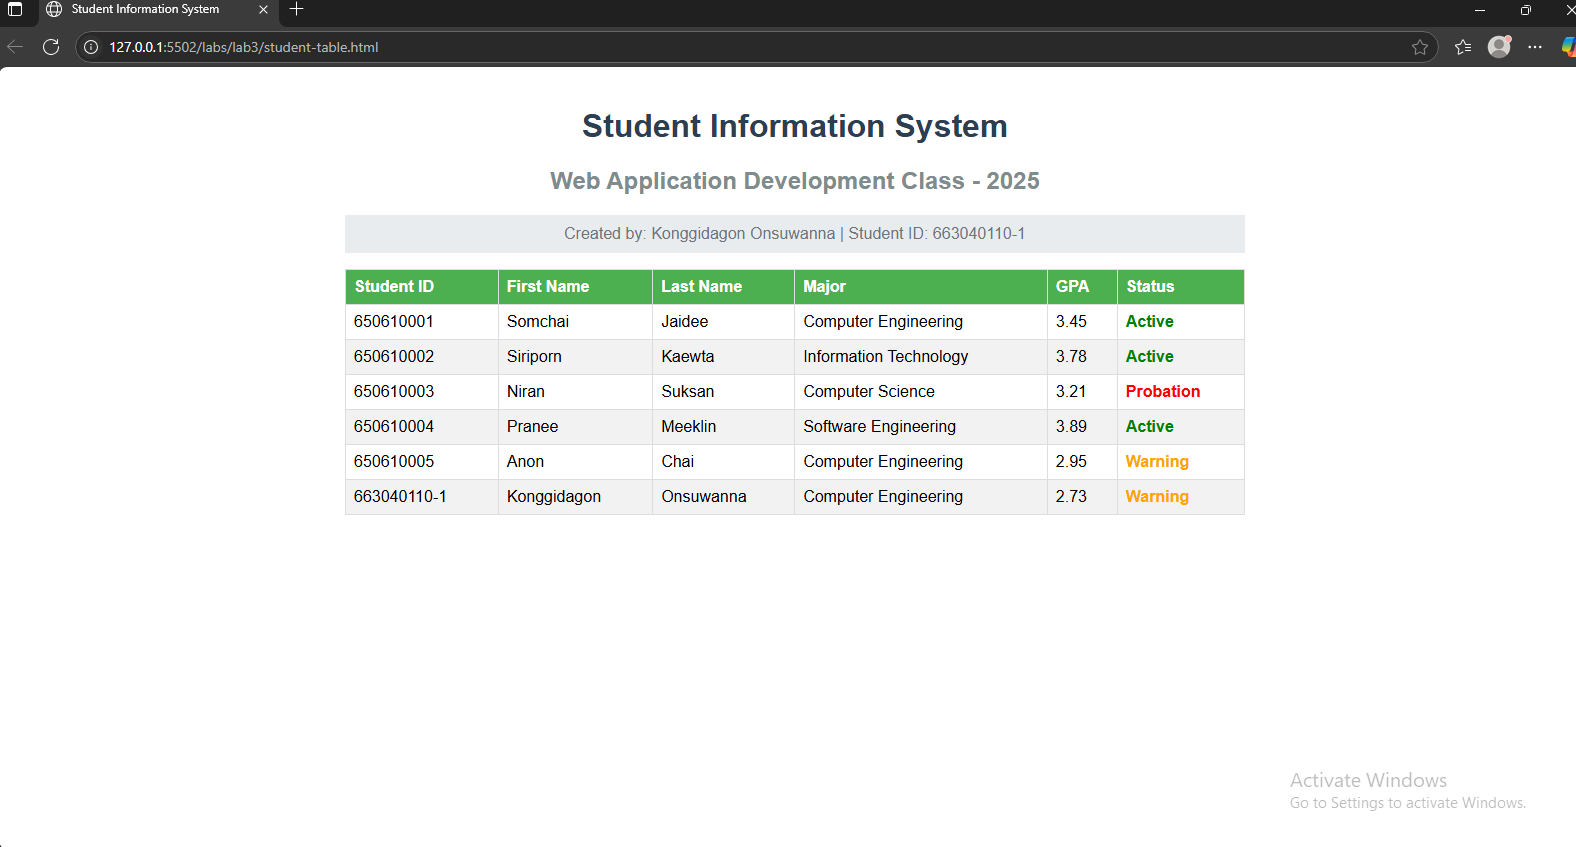 Student Information System
127.0.0.1:5502/labs/lab3/student-table.html
Student Information System
Web Application Development Class - 2025
Created by: Konggidagon Onsuwanna | Student ID: 663040110-1
Student ID First Name Last Name Major GPA Status
650610001 Somchai Jaidee Computer Engineering 3.45 Active
650610002 Siriporn Kaewta Information Technology 3.78 Active
650610003 Niran Suksan Computer Science 3.21 Probation
650610004 Pranee Meeklin Software Engineering 3.89 Active
650610005 Anon Chai Computer Engineering 2.95 Warning
663040110-1 Konggidagon Onsuwanna Computer Engineering 2.73 Warning
Activate Windows
Go to Settings to activate Windows.